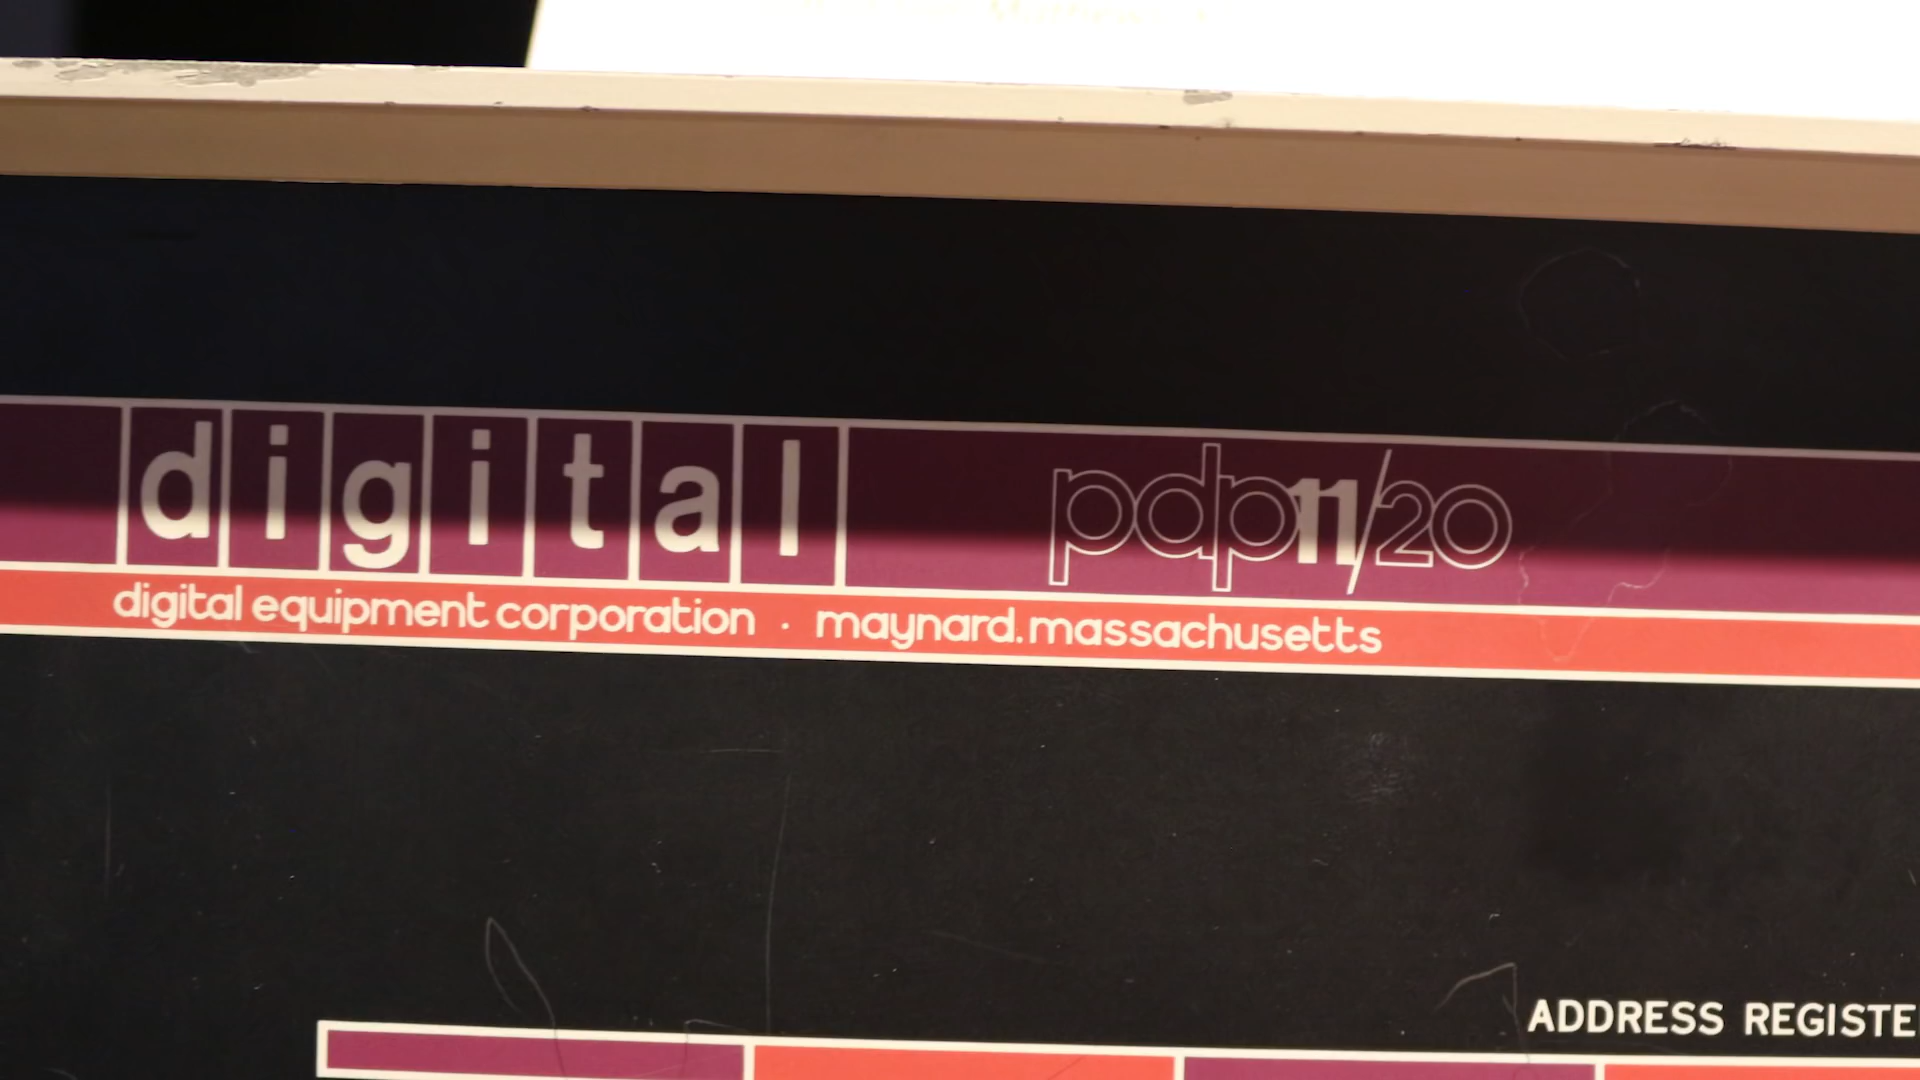 digital pdp11/20
digital equipment corporation · maynard. massachusetts
ADDRESS REGISTE